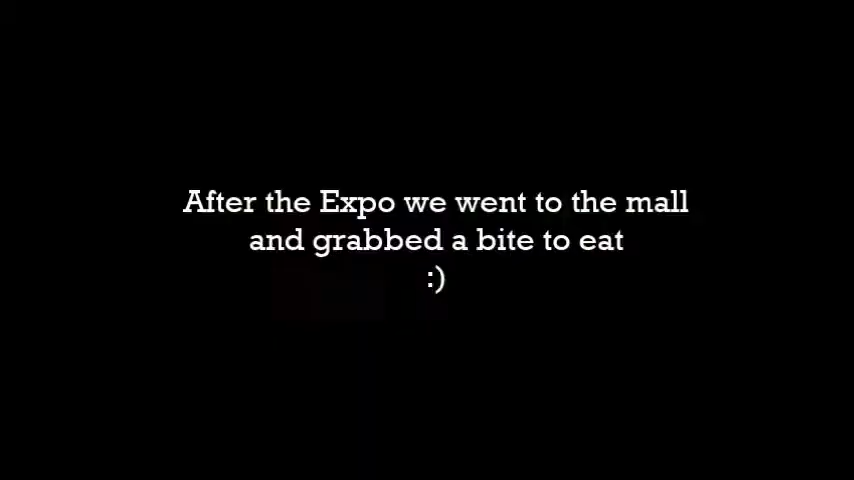 After the Expo we went to the mall
and grabbed a bite to eat
:)